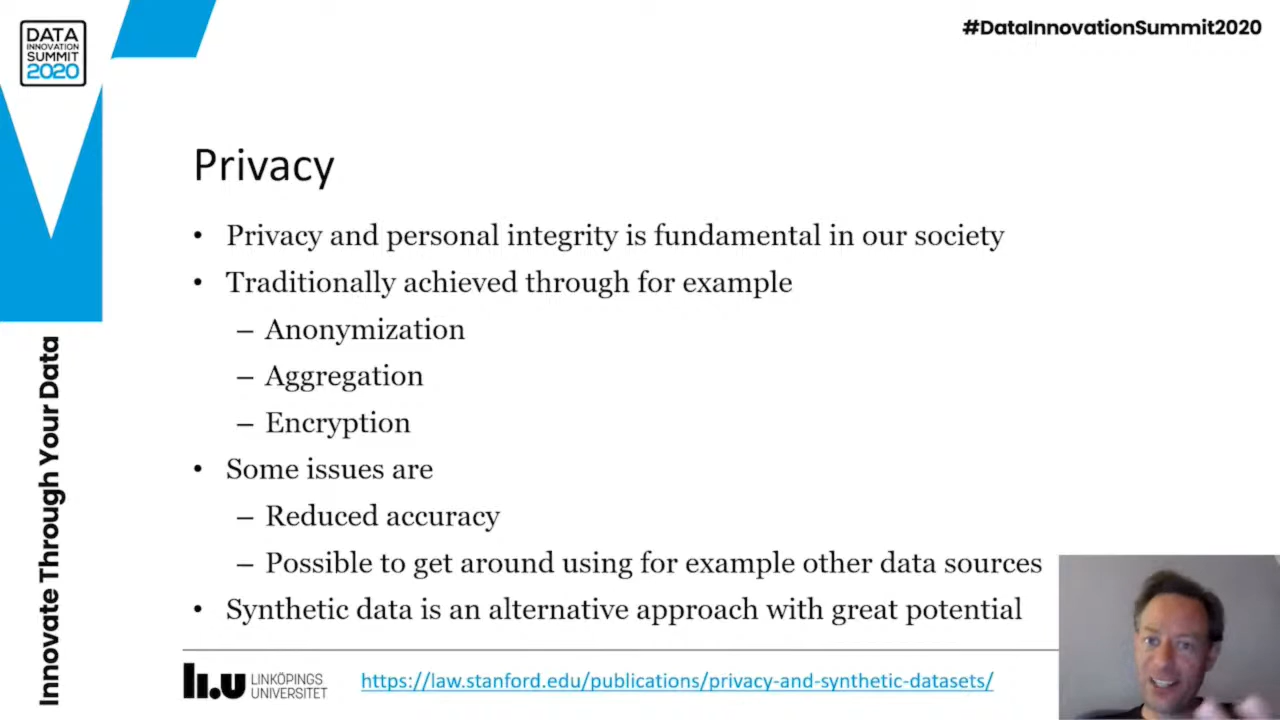 DATA
INNOVATION
SUMMIT
2020
#DataInnovationSummit2020
Innovate Through Your Data
Privacy
• Privacy and personal integrity is fundamental in our society
• Traditionally achieved through for example
– Anonymization
– Aggregation
– Encryption
• Some issues are
– Reduced accuracy
– Possible to get around using for example other data sources
• Synthetic data is an alternative approach with great potential
li.u LINKÖPINGS
UNIVERSITET
https://law.stanford.edu/publications/privacy-and-synthetic-datasets/